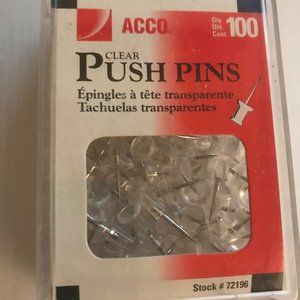 ACCO.
Qty.
Qté
Cant.
100
CLEAR
PUSH PINS
Épingles à tête transparente
Tachuelas transparentes
Stock # 72196